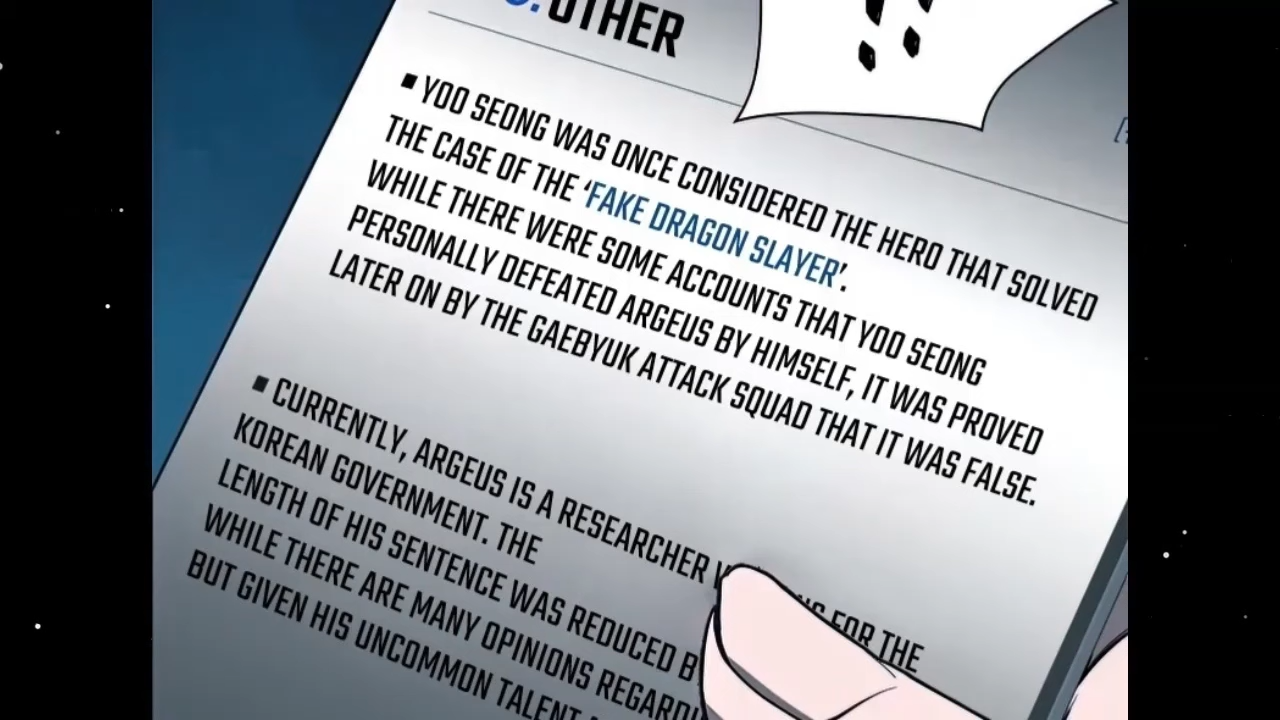 OTHER
▪ YOO SEONG WAS ONCE CONSIDERED THE HERO THAT SOLVED
THE CASE OF THE ‘FAKE DRAGON SLAYER’.
WHILE THERE WERE SOME ACCOUNTS THAT YOO SEONG
PERSONALLY DEFEATED ARGEUS BY HIMSELF, IT WAS PROVED
LATER ON BY THE GAEBYUK ATTACK SQUAD THAT IT WAS FALSE.
▪ CURRENTLY, ARGEUS IS A RESEARCHER FOR THE
KOREAN GOVERNMENT. THE
LENGTH OF HIS SENTENCE WAS REDUCED
WHILE THERE ARE MANY OPINIONS
BUT GIVEN HIS UNCOMMON TALENT